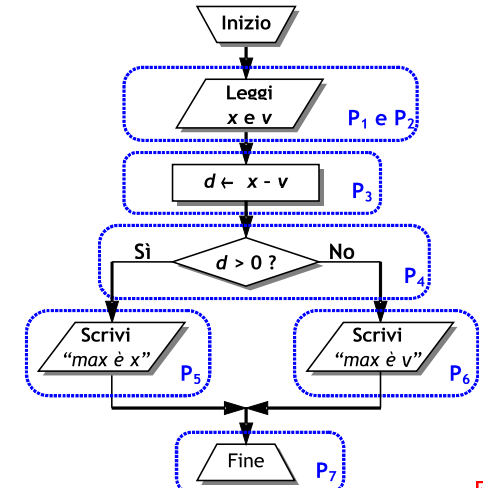 Inizio
Leggi
x e v
P₁ e P₂
d ← x – v
P₃
Sì
d > 0 ?
No
P₄
Scrivi
“max è x”
P₅
Scrivi
“max è v”
P₆
Fine
P₇